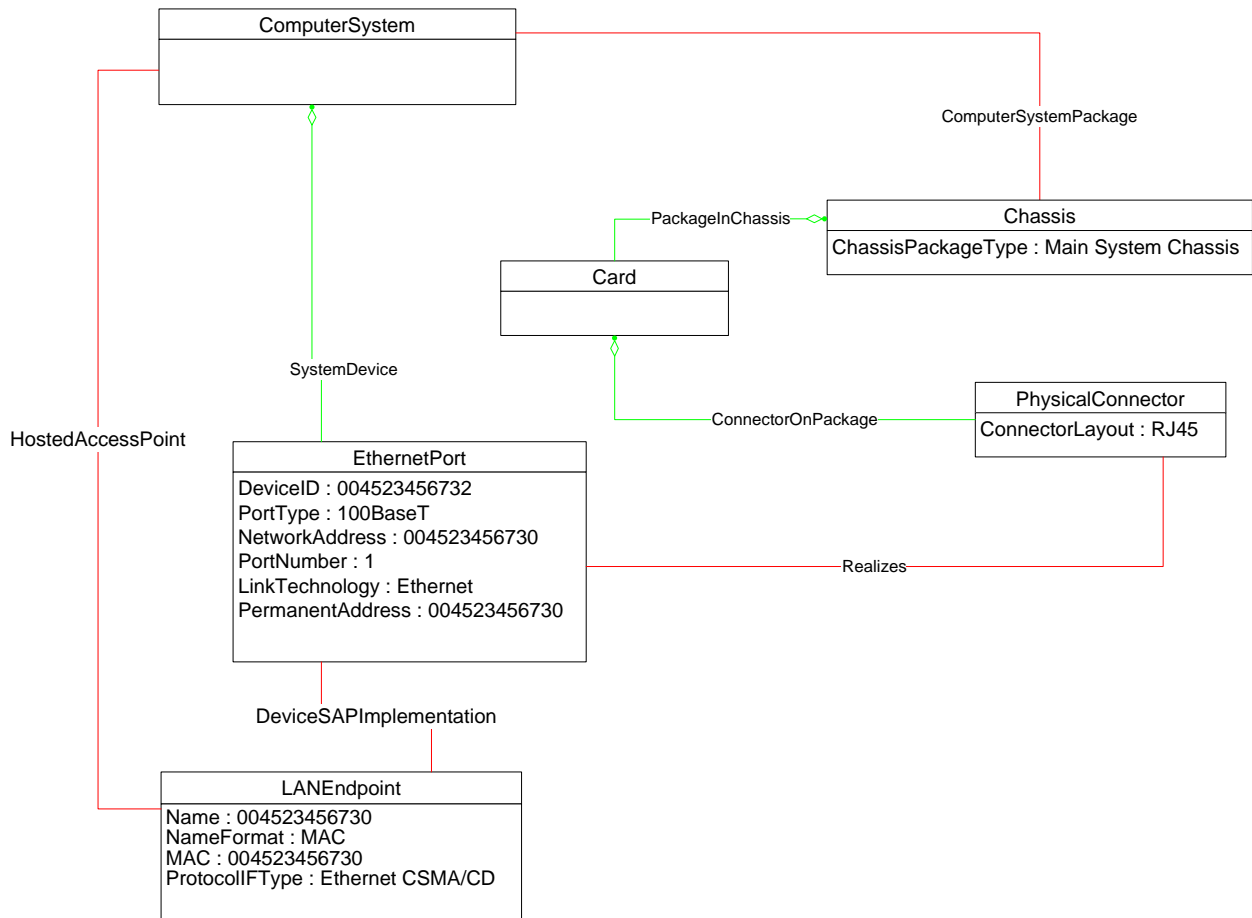 ComputerSystem
ComputerSystemPackage
Chassis
ChassisPackageType : Main System Chassis
PackageInChassis
Card
SystemDevice
PhysicalConnector
ConnectorLayout : RJ45
ConnectorOnPackage
HostedAccessPoint
EthernetPort
DeviceID : 004523456732
PortType : 100BaseT
NetworkAddress : 004523456730
PortNumber : 1
LinkTechnology : Ethernet
PermanentAddress : 004523456730
Realizes
DeviceSAPImplementation
LANEndpoint
Name : 004523456730
NameFormat : MAC
MAC : 004523456730
ProtocolIFType : Ethernet CSMA/CD